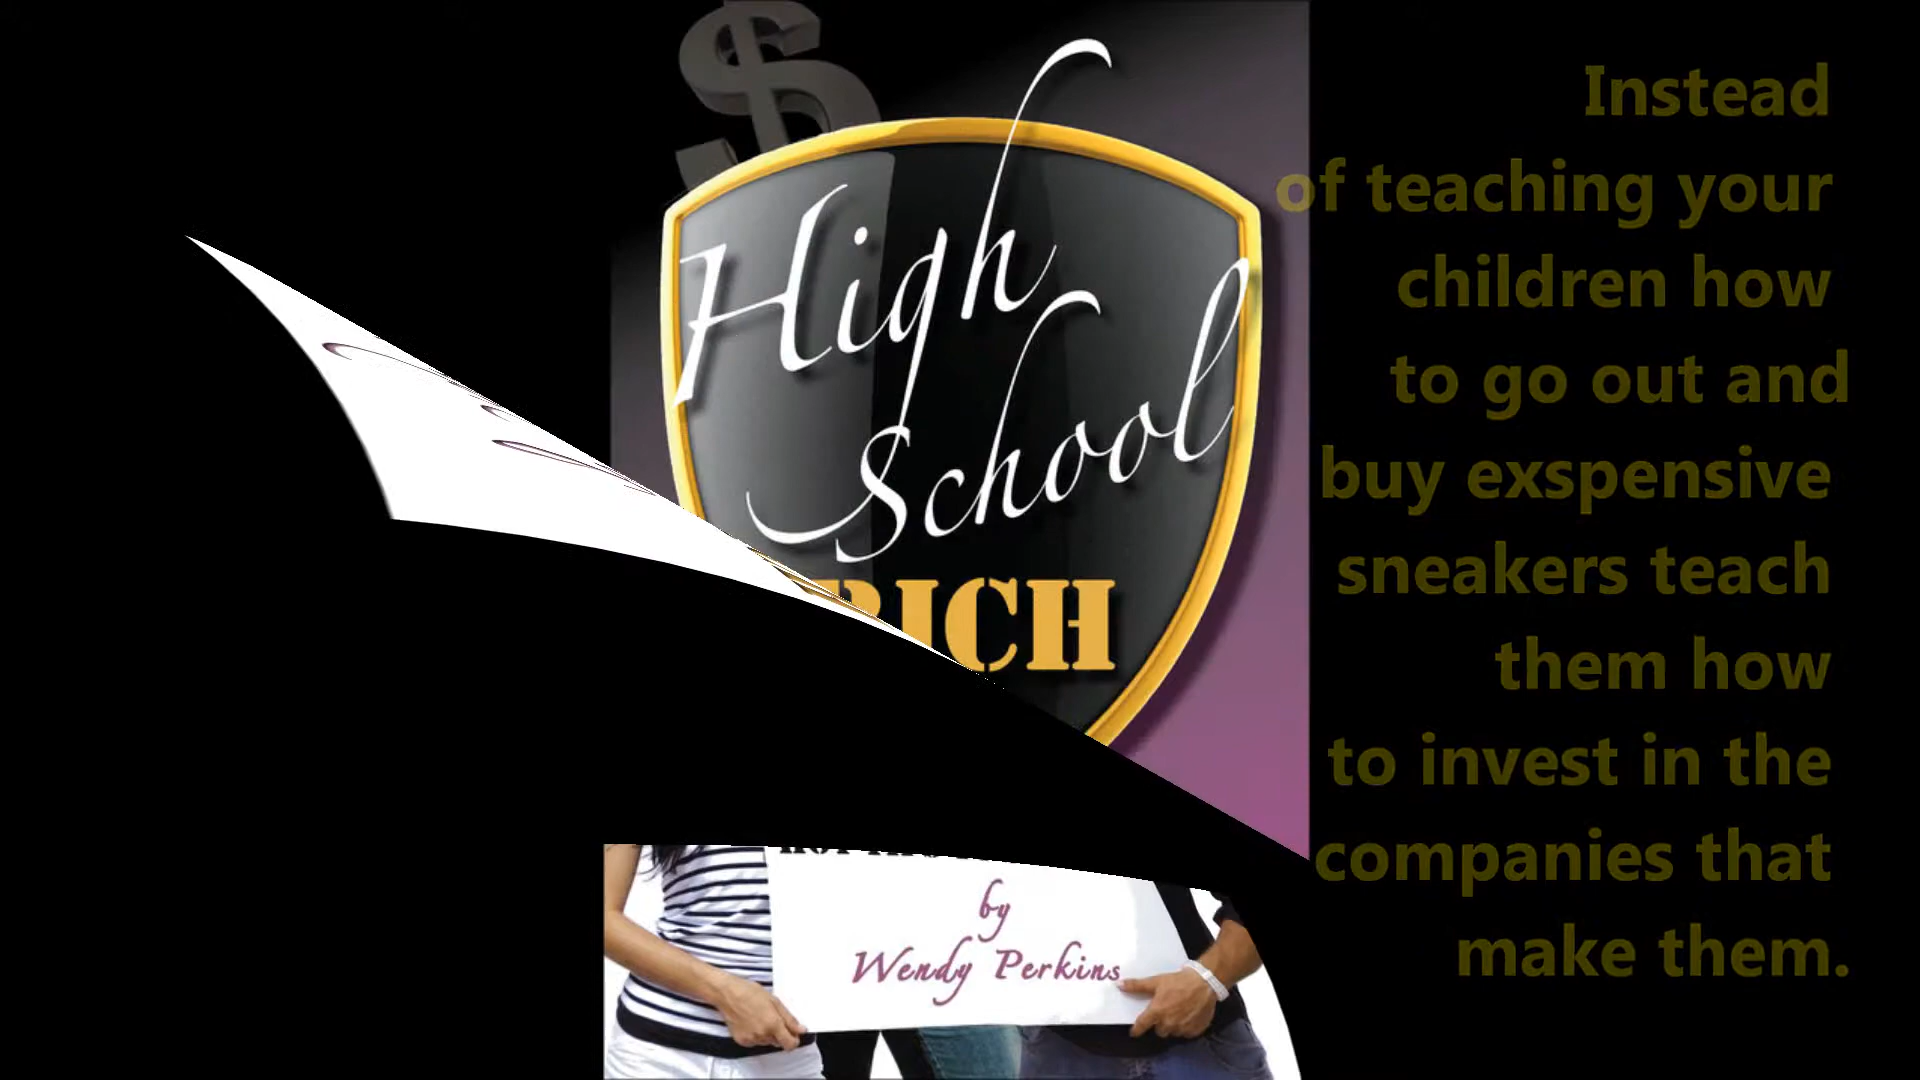 $
High
School
RICH
by
Wendy Perkins
Instead
of teaching your
children how
to go out and
buy exspensive
sneakers teach
them how
to invest in the
companies that
make them.